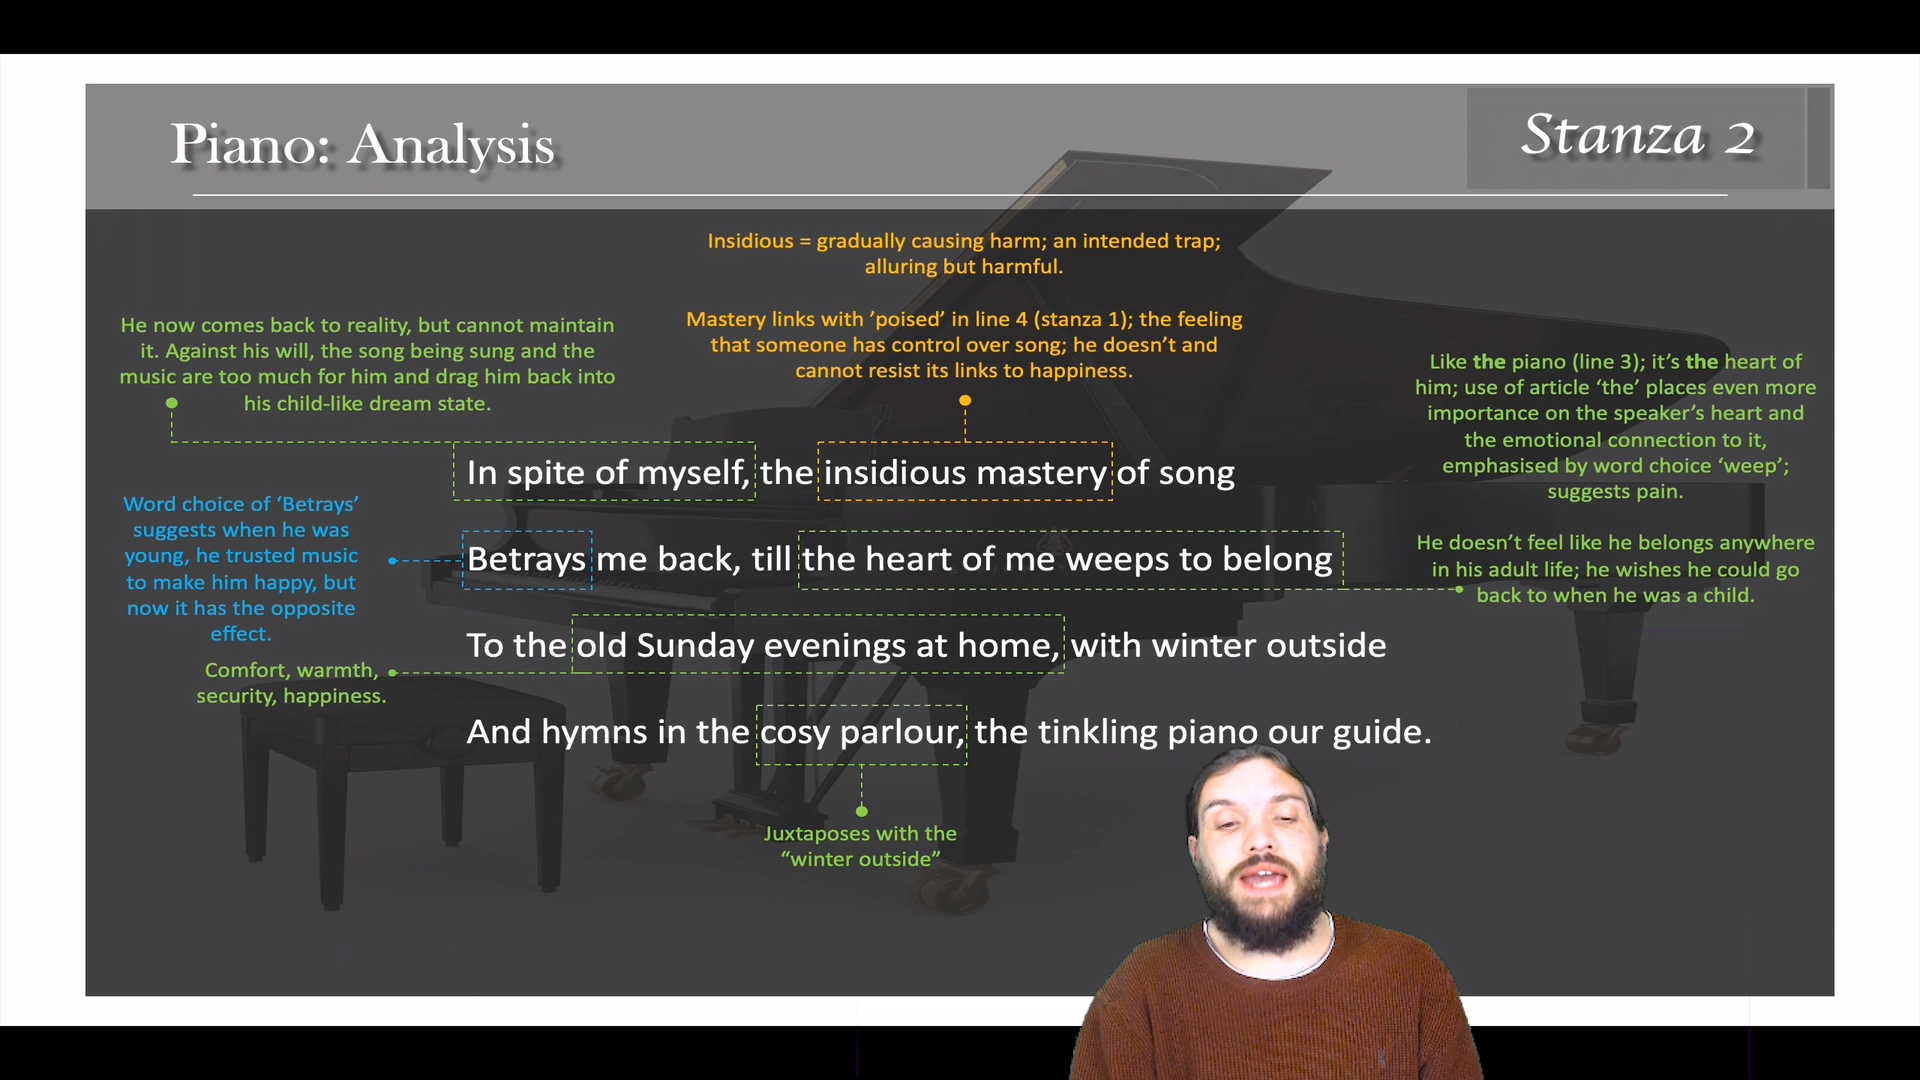 Piano: Analysis
Stanza 2
Insidious = gradually causing harm; an intended trap;
alluring but harmful.
Mastery links with ’poised’ in line 4 (stanza 1); the feeling
that someone has control over song; he doesn’t and
cannot resist its links to happiness.
He now comes back to reality, but cannot maintain
it. Against his will, the song being sung and the
music are too much for him and drag him back into
his child-like dream state.
Like the piano (line 3); it’s the heart of
him; use of article ‘the’ places even more
importance on the speaker’s heart and
the emotional connection to it,
emphasised by word choice ‘weep’;
suggests pain.
He doesn’t feel like he belongs anywhere
in his adult life; he wishes he could go
back to when he was a child.
Word choice of ‘Betrays’
suggests when he was
young, he trusted music
to make him happy, but
now it has the opposite
effect.
Comfort, warmth,
security, happiness.
In spite of myself, the insidious mastery of song
Betrays me back, till the heart of me weeps to belong
To the old Sunday evenings at home, with winter outside
And hymns in the cosy parlour, the tinkling piano our guide.
Juxtaposes with the
“winter outside”